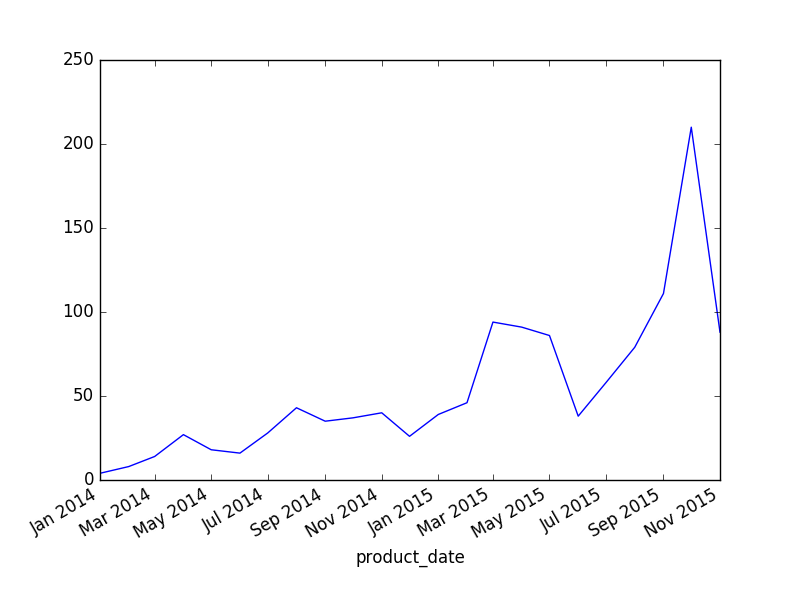 250
200
150
100
50
0
Jan 2014
Mar 2014
May 2014
Jul 2014
Sep 2014
Nov 2014
Jan 2015
Mar 2015
May 2015
Jul 2015
Sep 2015
Nov 2015
product_date